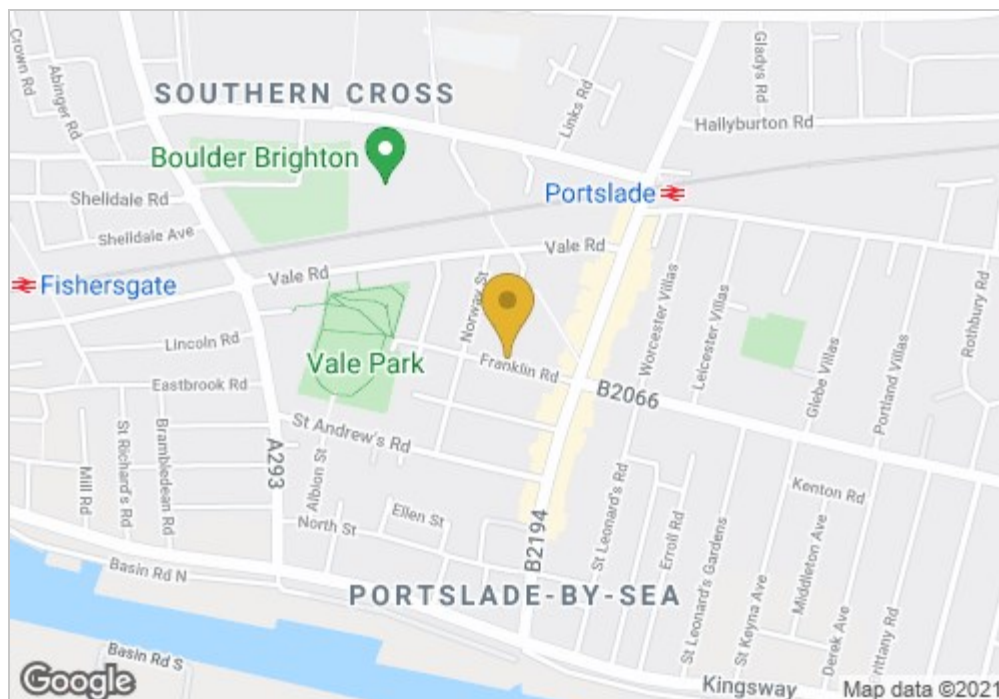 Crown Rd
Abinger Rd
SOUTHERN CROSS
Links Rd
Gladys Rd
Hallyburton Rd
Boulder Brighton
Portslade
Shelldale Rd
Shelldale Ave
Vale Rd
Vale Rd
Fishersgate
Norway St
Worcester Villas
Leicester Villas
Rothbury Rd
Lincoln Rd
Vale Park
Franklin Rd
B2066
Glebe Villas
Portland Villas
Eastbrook Rd
St Andrew's Rd
Mill Rd
St Richard's Rd
Brambledean Rd
A293
Albion St
Ellen St
North St
B2194
St Leonard's Rd
Erroll Rd
St Leonard's Gardens
Kenton Rd
Middleton Ave
St Keyna Ave
Derek Ave
Basin Rd N
PORTSLADE-BY-SEA
Basin Rd S
Kingsway
Google
Map data ©2021